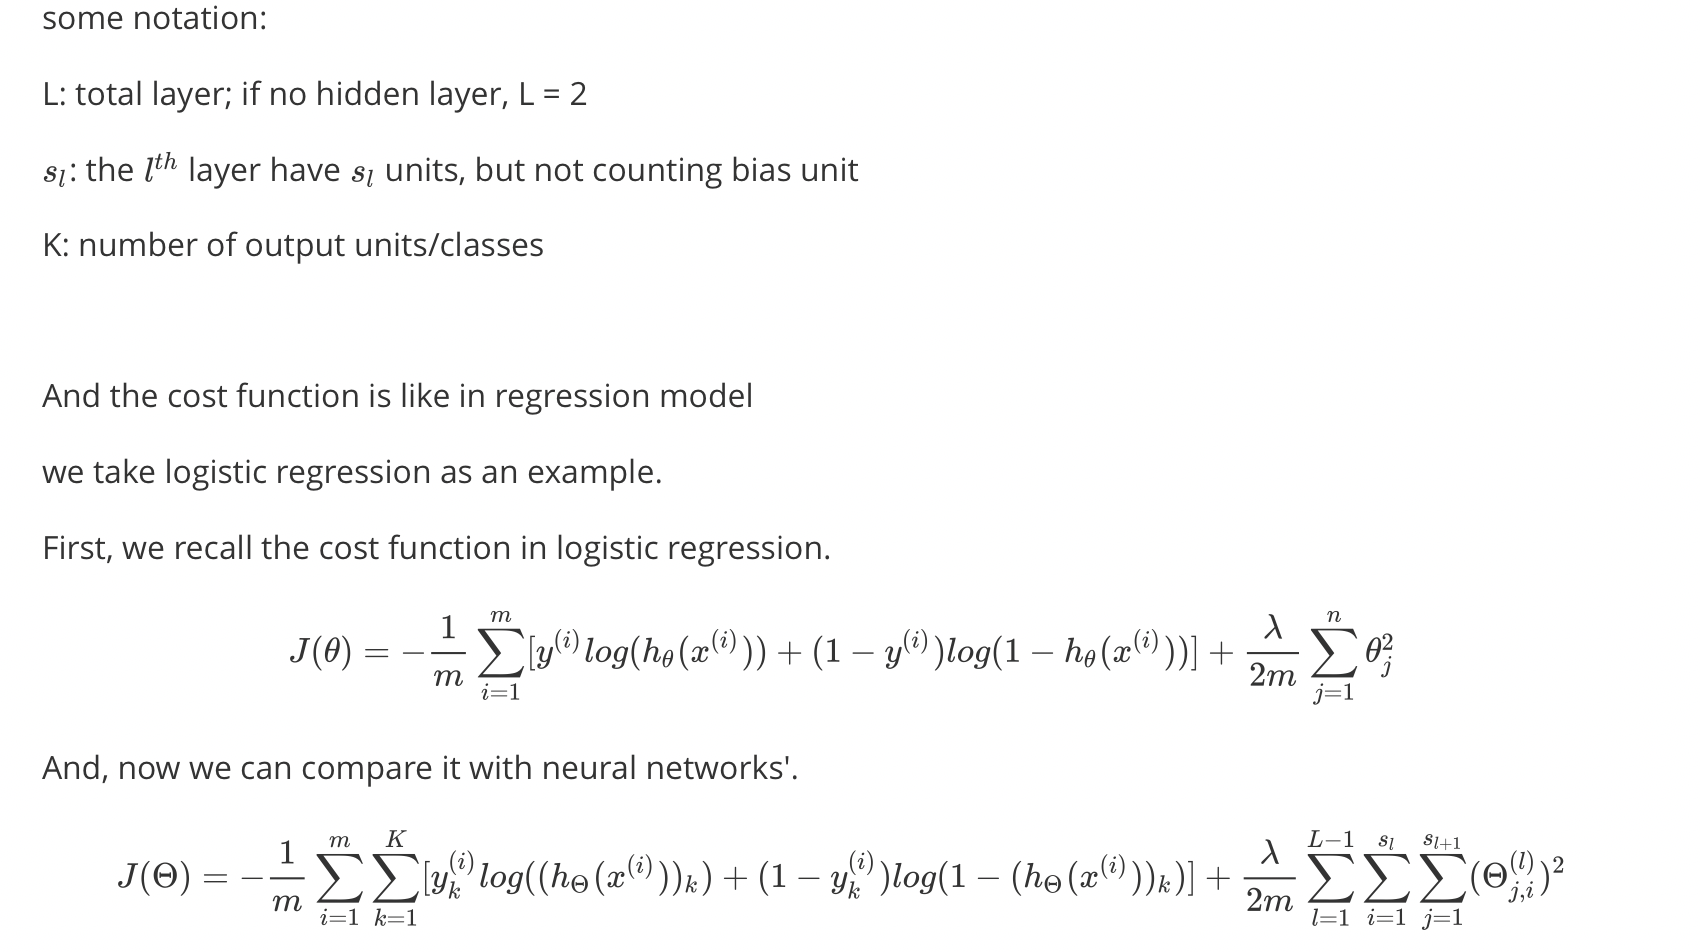 some notation:
L: total layer; if no hidden layer, L = 2
$s_l$: the $l^{th}$ layer have $s_l$ units, but not counting bias unit
K: number of output units/classes
And the cost function is like in regression model
we take logistic regression as an example.
First, we recall the cost function in logistic regression.
$J(\theta) = -\frac{1}{m}\sum_{i=1}^{m}[y^{(i)}log(h_\theta(x^{(i)})) + (1 - y^{(i)})log(1 - h_\theta(x^{(i)}))] + \frac{\lambda}{2m}\sum_{j=1}^{n}\theta_j^2$
And, now we can compare it with neural networks'.
$J(\Theta) = -\frac{1}{m}\sum_{i=1}^{m}\sum_{k=1}^{K}[y_k^{(i)}log((h_\Theta(x^{(i)}))_k) + (1 - y_k^{(i)})log(1 - (h_\Theta(x^{(i)}))_k)] + \frac{\lambda}{2m}\sum_{l=1}^{L-1}\sum_{i=1}^{s_l}\sum_{j=1}^{s_{l+1}}(\Theta_{j,i}^{(l)})^2$